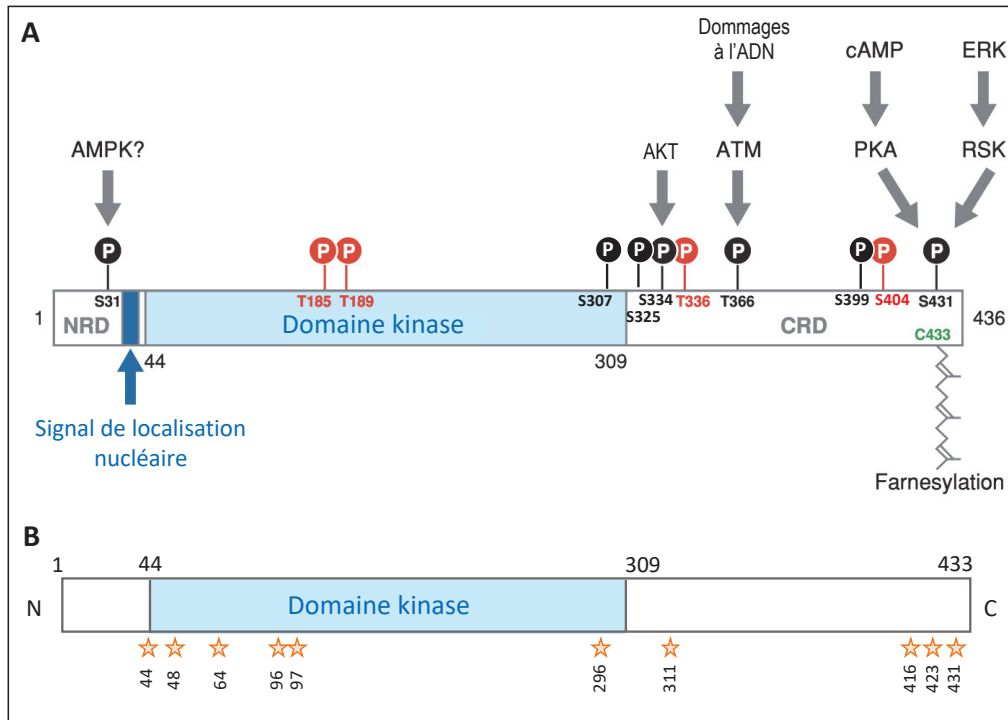 A
Dommages
à l'ADN
cAMP
ERK
AMPK?
AKT
ATM
PKA
RSK
P
P
P
P
P
P
P
P
P
P
P
S31
T185
T189
S307
S325
S334
T336
T366
S399
S404
S431
1
NRD
Domaine kinase
CRD
C433
436
44
309
Signal de localisation
nucléaire
Farnesylation
B
1
44
309
433
N
Domaine kinase
C
44
48
64
96
97
296
311
416
423
431